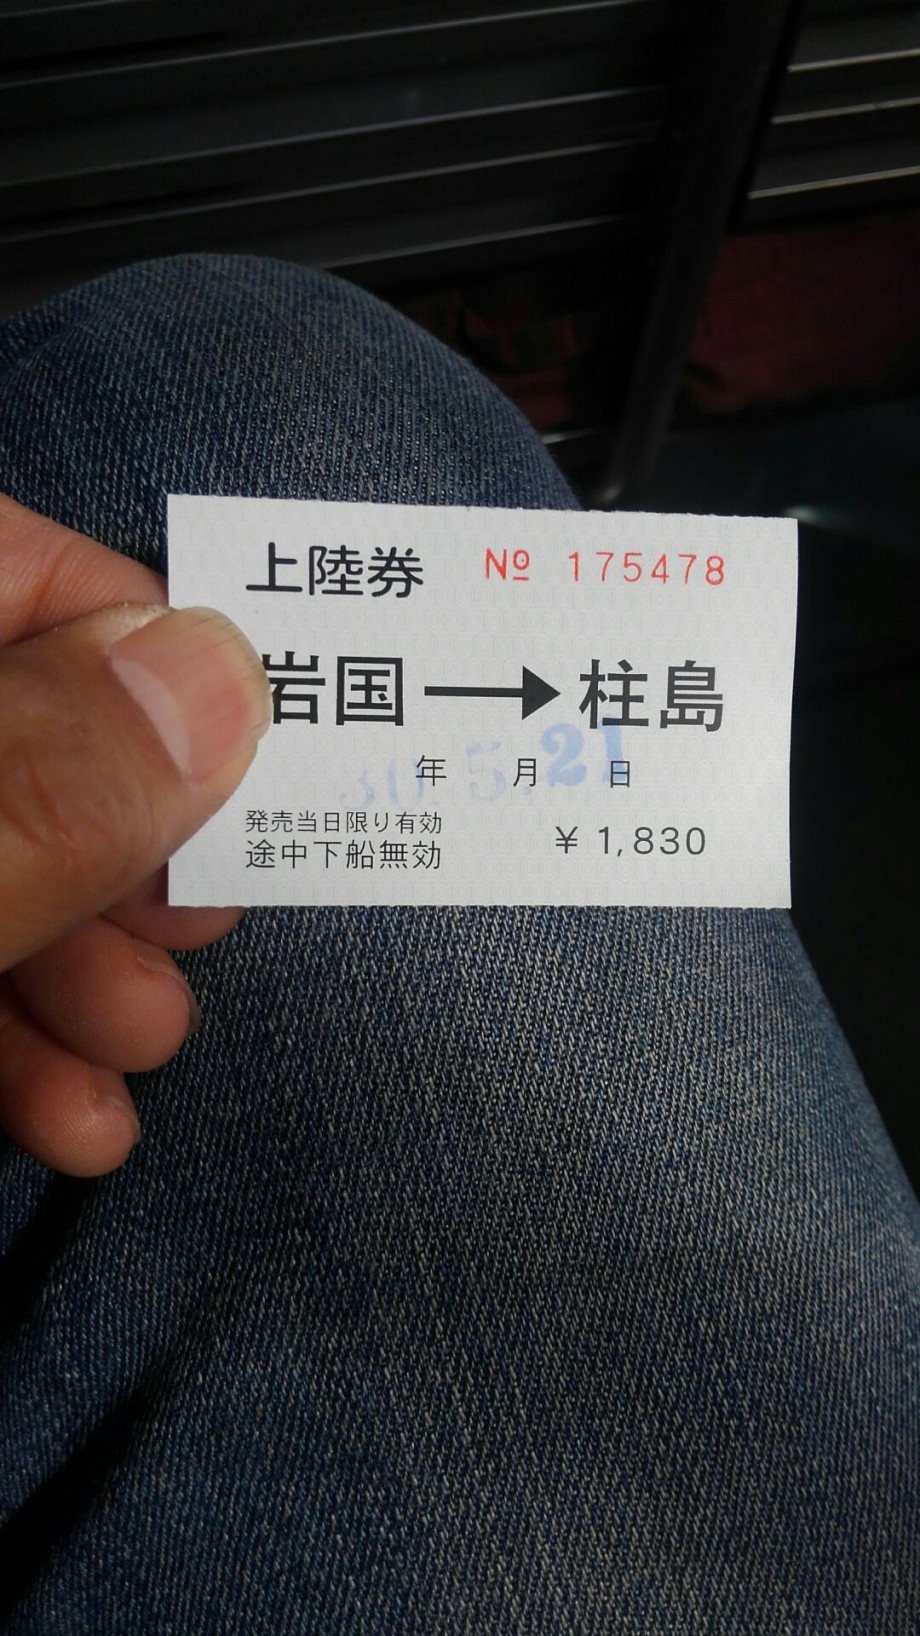 上陸券 № 175478
岩国→柱島
年 月 日
30.5.21
発売当日限り有効
途中下船無効 ¥1,830